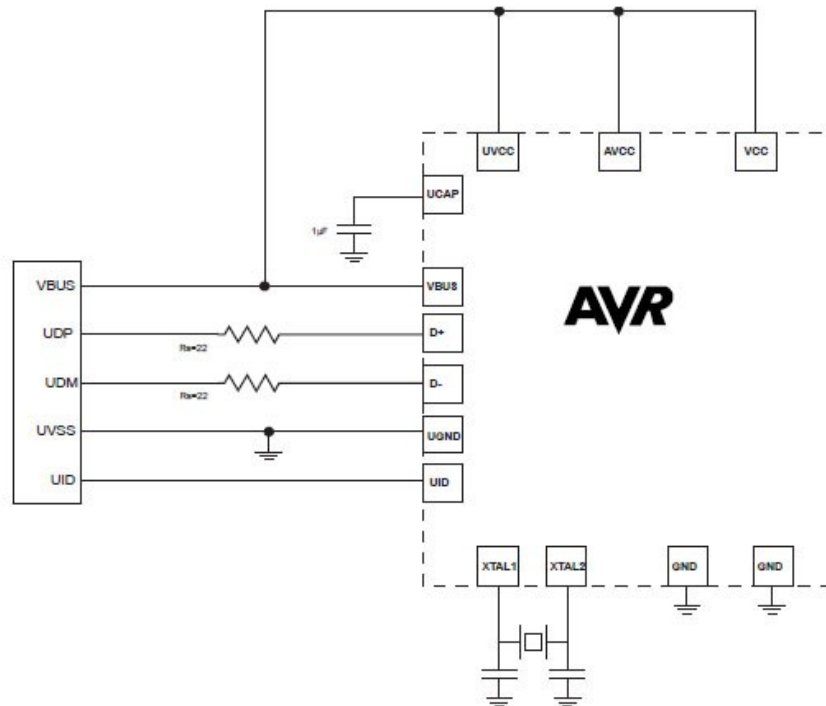 UVCC AVCC VCC
UCAP
1µF
VBUS VBUS
UDP D+
Rs=22
UDM D-
Rs=22
UVSS UGND
UID UID
AVR
XTAL1 XTAL2 GND GND